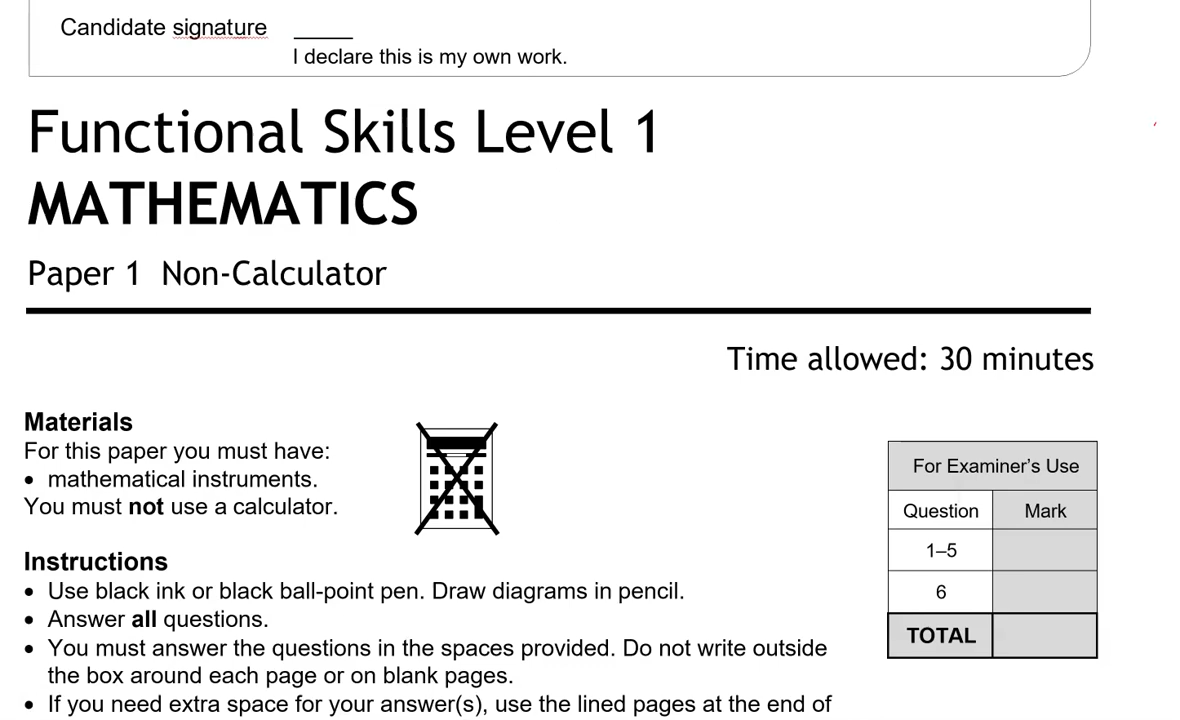 Candidate signature _____
I declare this is my own work.
Functional Skills Level 1
MATHEMATICS
Paper 1 Non-Calculator
Time allowed: 30 minutes
Materials
For this paper you must have:
• mathematical instruments.
You must not use a calculator.
For Examiner's Use
Question Mark
1–5
6
TOTAL
Instructions
• Use black ink or black ball-point pen. Draw diagrams in pencil.
• Answer all questions.
• You must answer the questions in the spaces provided. Do not write outside
the box around each page or on blank pages.
• If you need extra space for your answer(s), use the lined pages at the end of